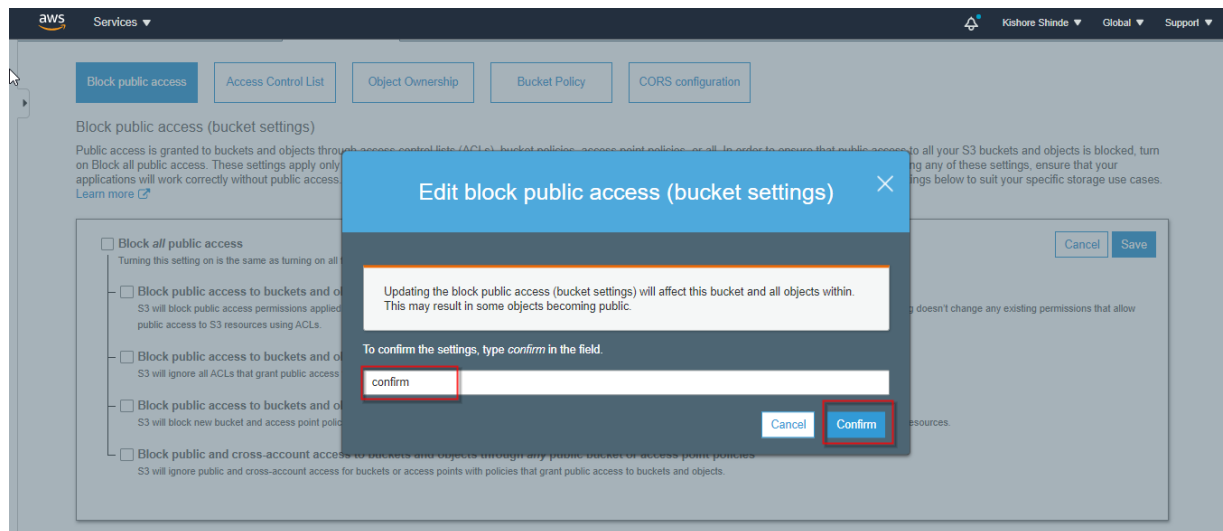 aws Services ▼ Kishore Shinde ▼ Global ▼ Support ▼
Block public access Access Control List Object Ownership Bucket Policy CORS configuration
Block public access (bucket settings)
Public access is granted to buckets and objects through access control lists (ACLs), bucket policies, access point policies, or all. In order to ensure that public access to all your S3 buckets and objects is blocked, turn
on Block all public access. These settings apply only ng any of these settings, ensure that your
applications will work correctly without public access. ings below to suit your specific storage use cases.
Learn more
Edit block public access (bucket settings)
Block all public access
Cancel Save
Turning this setting on is the same as turning on all
Block public access to buckets and ob
S3 will block public access permissions applied g doesn't change any existing permissions that allow
public access to S3 resources using ACLs.
Updating the block public access (bucket settings) will affect this bucket and all objects within.
This may result in some objects becoming public.
Block public access to buckets and ob
S3 will ignore all ACLs that grant public access
To confirm the settings, type confirm in the field.
confirm
Block public access to buckets and ob
S3 will block new bucket and access point polic esources.
Cancel Confirm
Block public and cross-account access to buckets and objects through any public bucket or access point policies
S3 will ignore public and cross-account access for buckets or access points with policies that grant public access to buckets and objects.